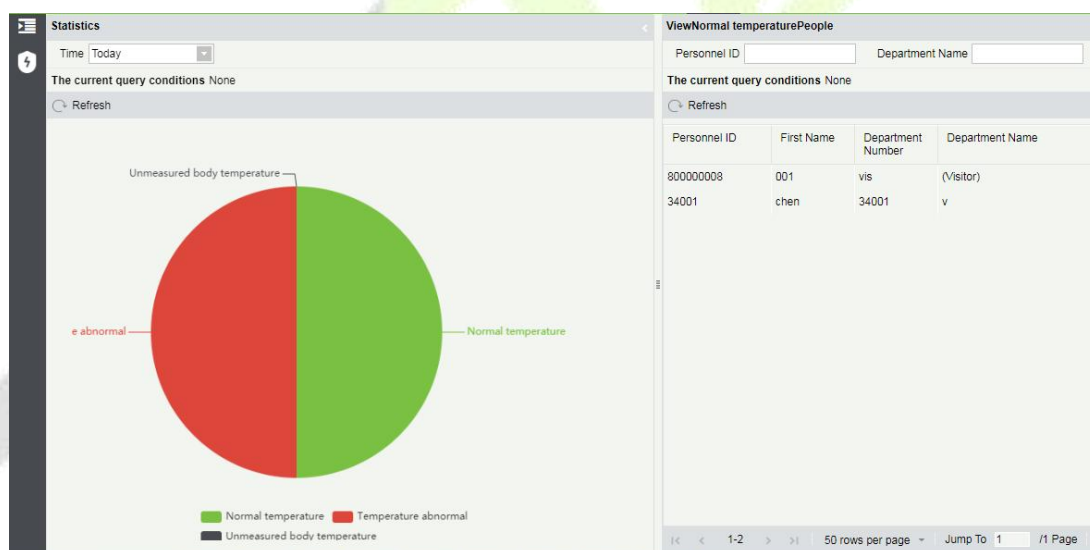 Statistics
Time Today
The current query conditions None
Refresh
Unmeasured body temperature
e abnormal
Normal temperature
Normal temperature Temperature abnormal
Unmeasured body temperature
ViewNormal temperaturePeople
Personnel ID Department Name
The current query conditions None
Refresh
Personnel ID First Name Department Number Department Name
800000008 001 vis (Visitor)
34001 chen 34001 v
1-2 50 rows per page Jump To 1 /1 Page